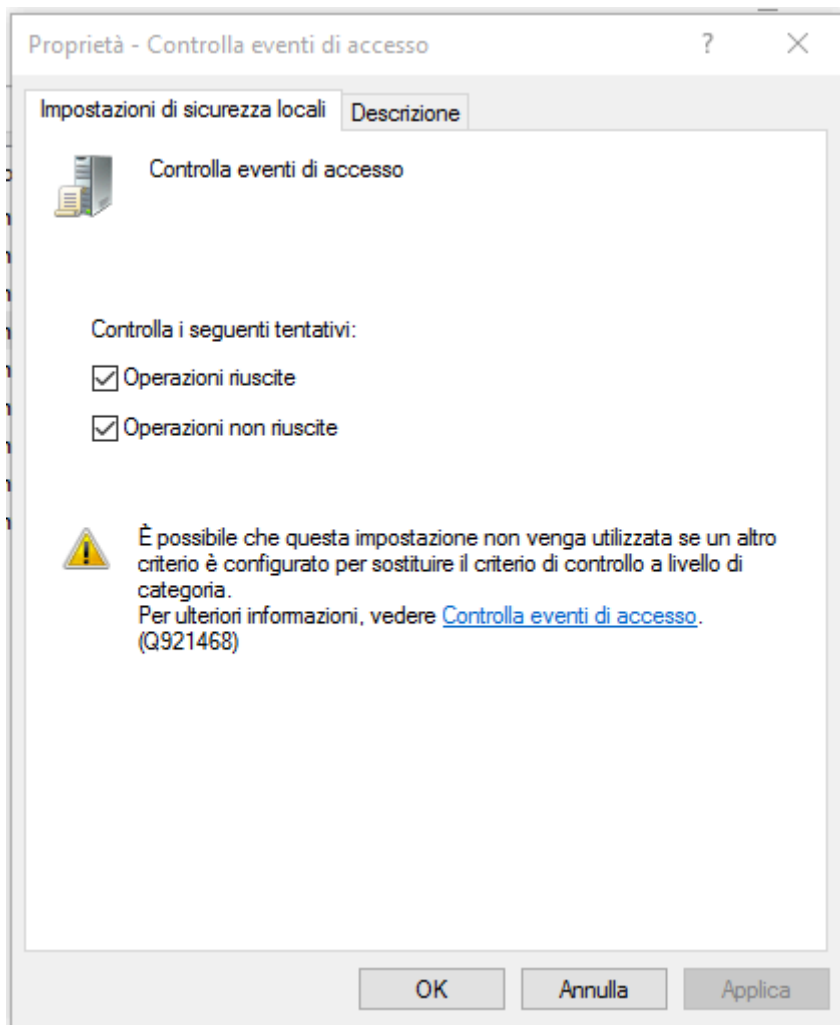 Proprietà - Controlla eventi di accesso
?
Impostazioni di sicurezza locali
Descrizione
Controlla eventi di accesso
Controlla i seguenti tentativi:
Operazioni riuscite
Operazioni non riuscite
È possibile che questa impostazione non venga utilizzata se un altro
criterio è configurato per sostituire il criterio di controllo a livello di
categoria.
Per ulteriori informazioni, vedere Controlla eventi di accesso.
(Q921468)
OK
Annulla
Applica